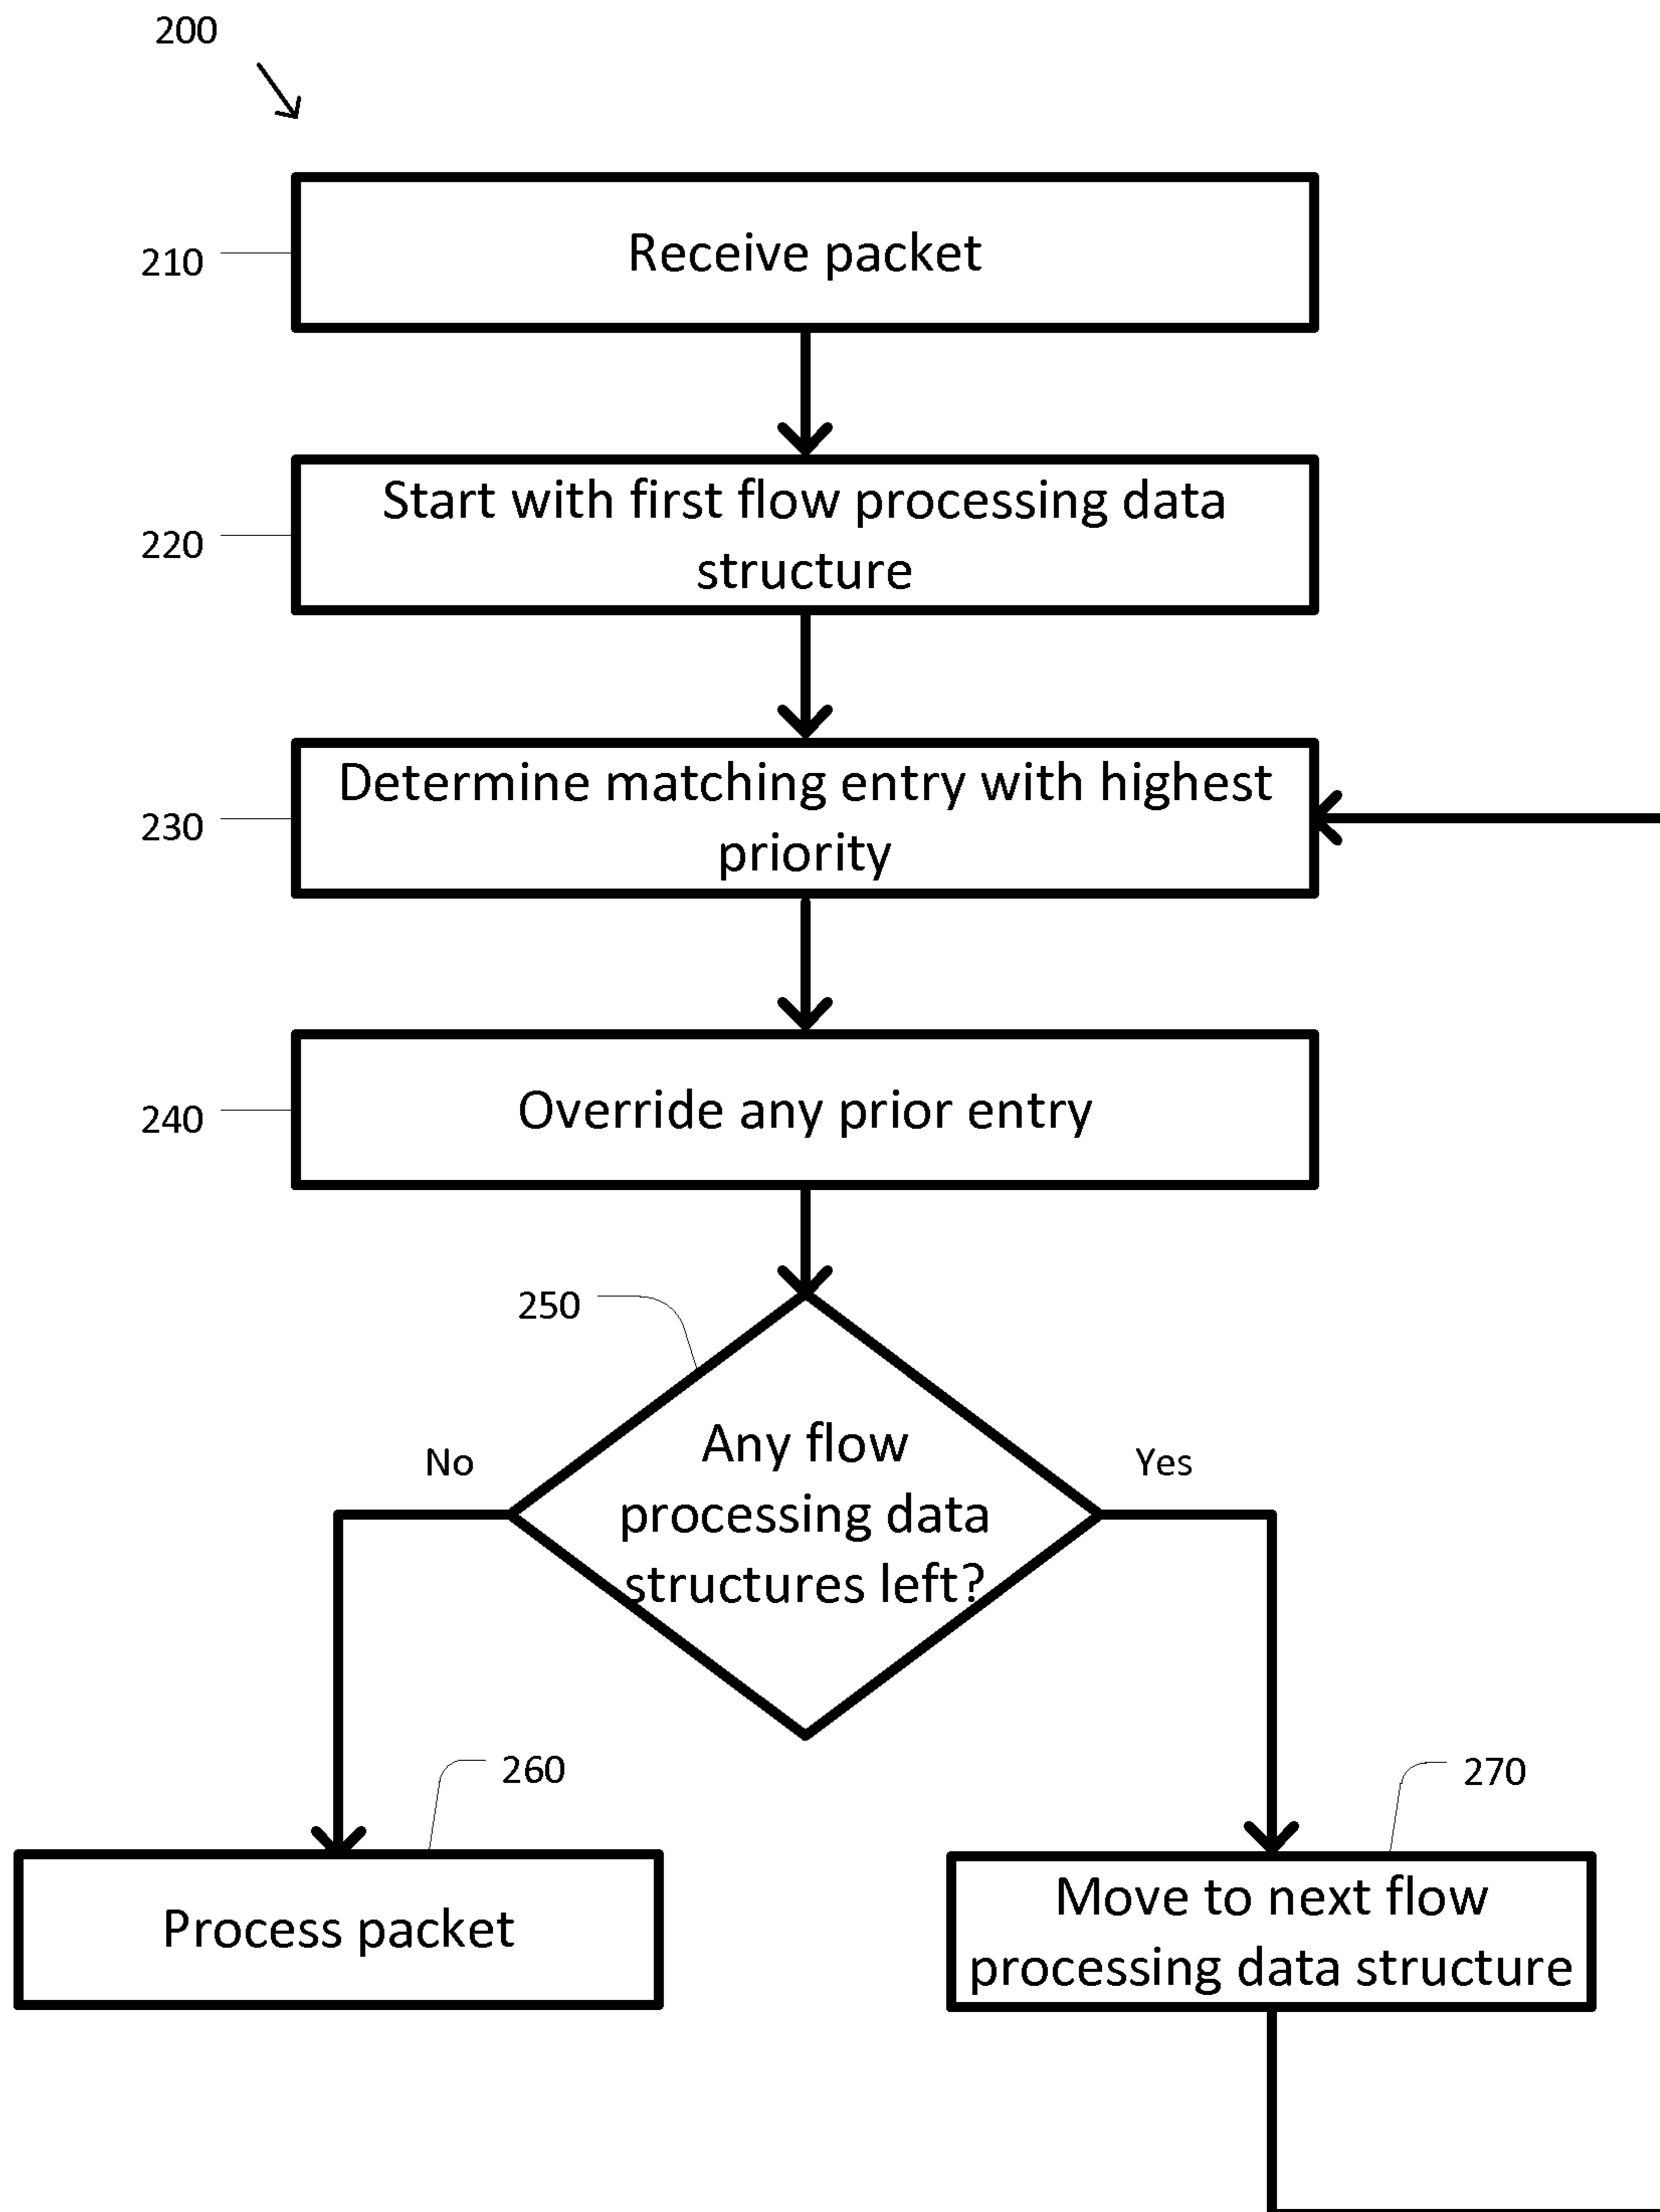 200
210
Receive packet
220
Start with first flow processing data
structure
230
Determine matching entry with highest
priority
240
Override any prior entry
250
Any flow
processing data
structures left?
No
Yes
260
Process packet
270
Move to next flow
processing data structure